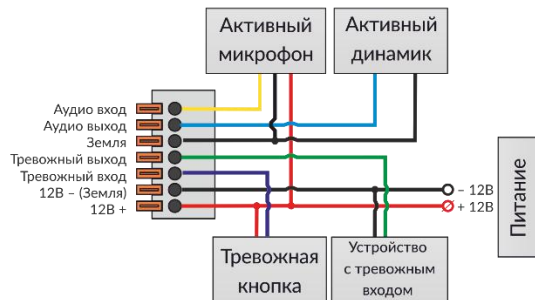 Активный
микрофон
Активный
динамик
Аудио вход
Аудио выход
Земля
Тревожный выход
Тревожный вход
12В – (Земля)
12В +
– 12В
+ 12В
Питание
Тревожная
кнопка
Устройство
с тревожным
входом